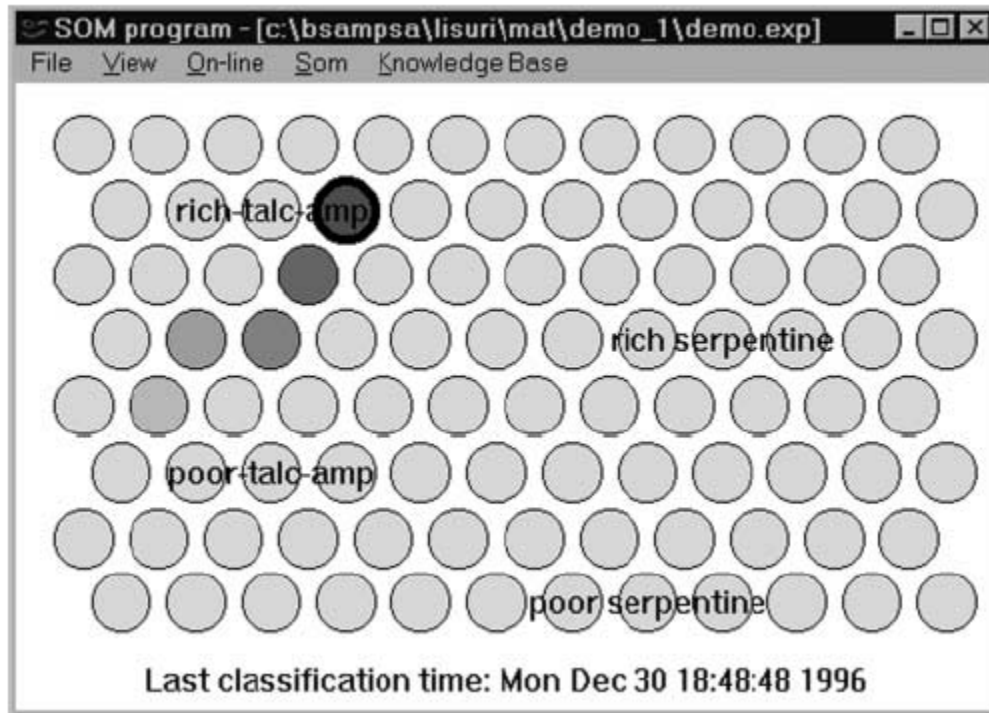 SOM program - [c:\bsampsa\lisuri\mat\demo_1\demo.exp]
File View On-line Som Knowledge Base
rich-talc-amp
rich serpentine
poor-talc-amp
poor serpentine
Last classification time: Mon Dec 30 18:48:48 1996